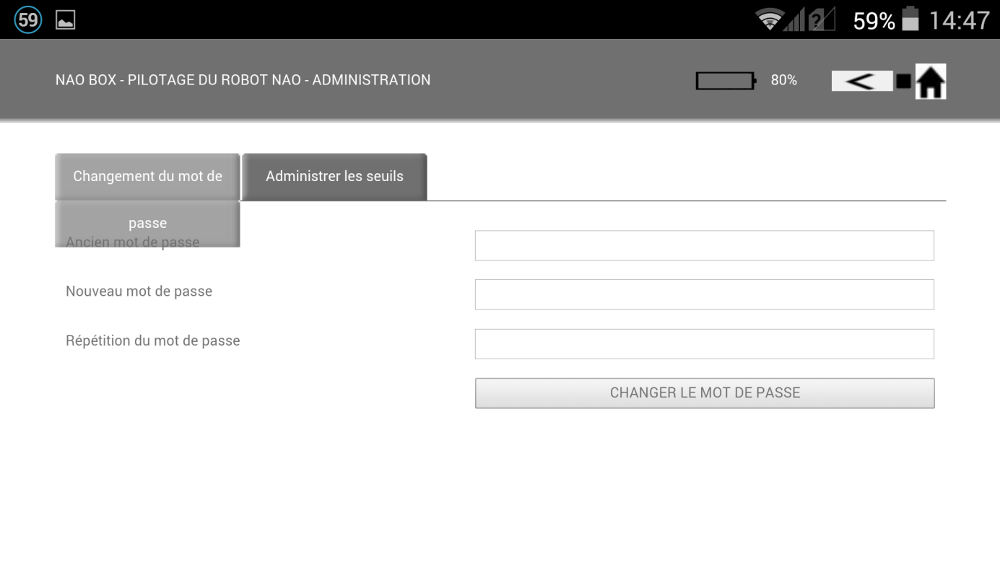 59
59% 14:47
NAO BOX - PILOTAGE DU ROBOT NAO - ADMINISTRATION
80%
Changement du mot de passe
Administrer les seuils
Ancien mot de passe
Nouveau mot de passe
Répétition du mot de passe
CHANGER LE MOT DE PASSE